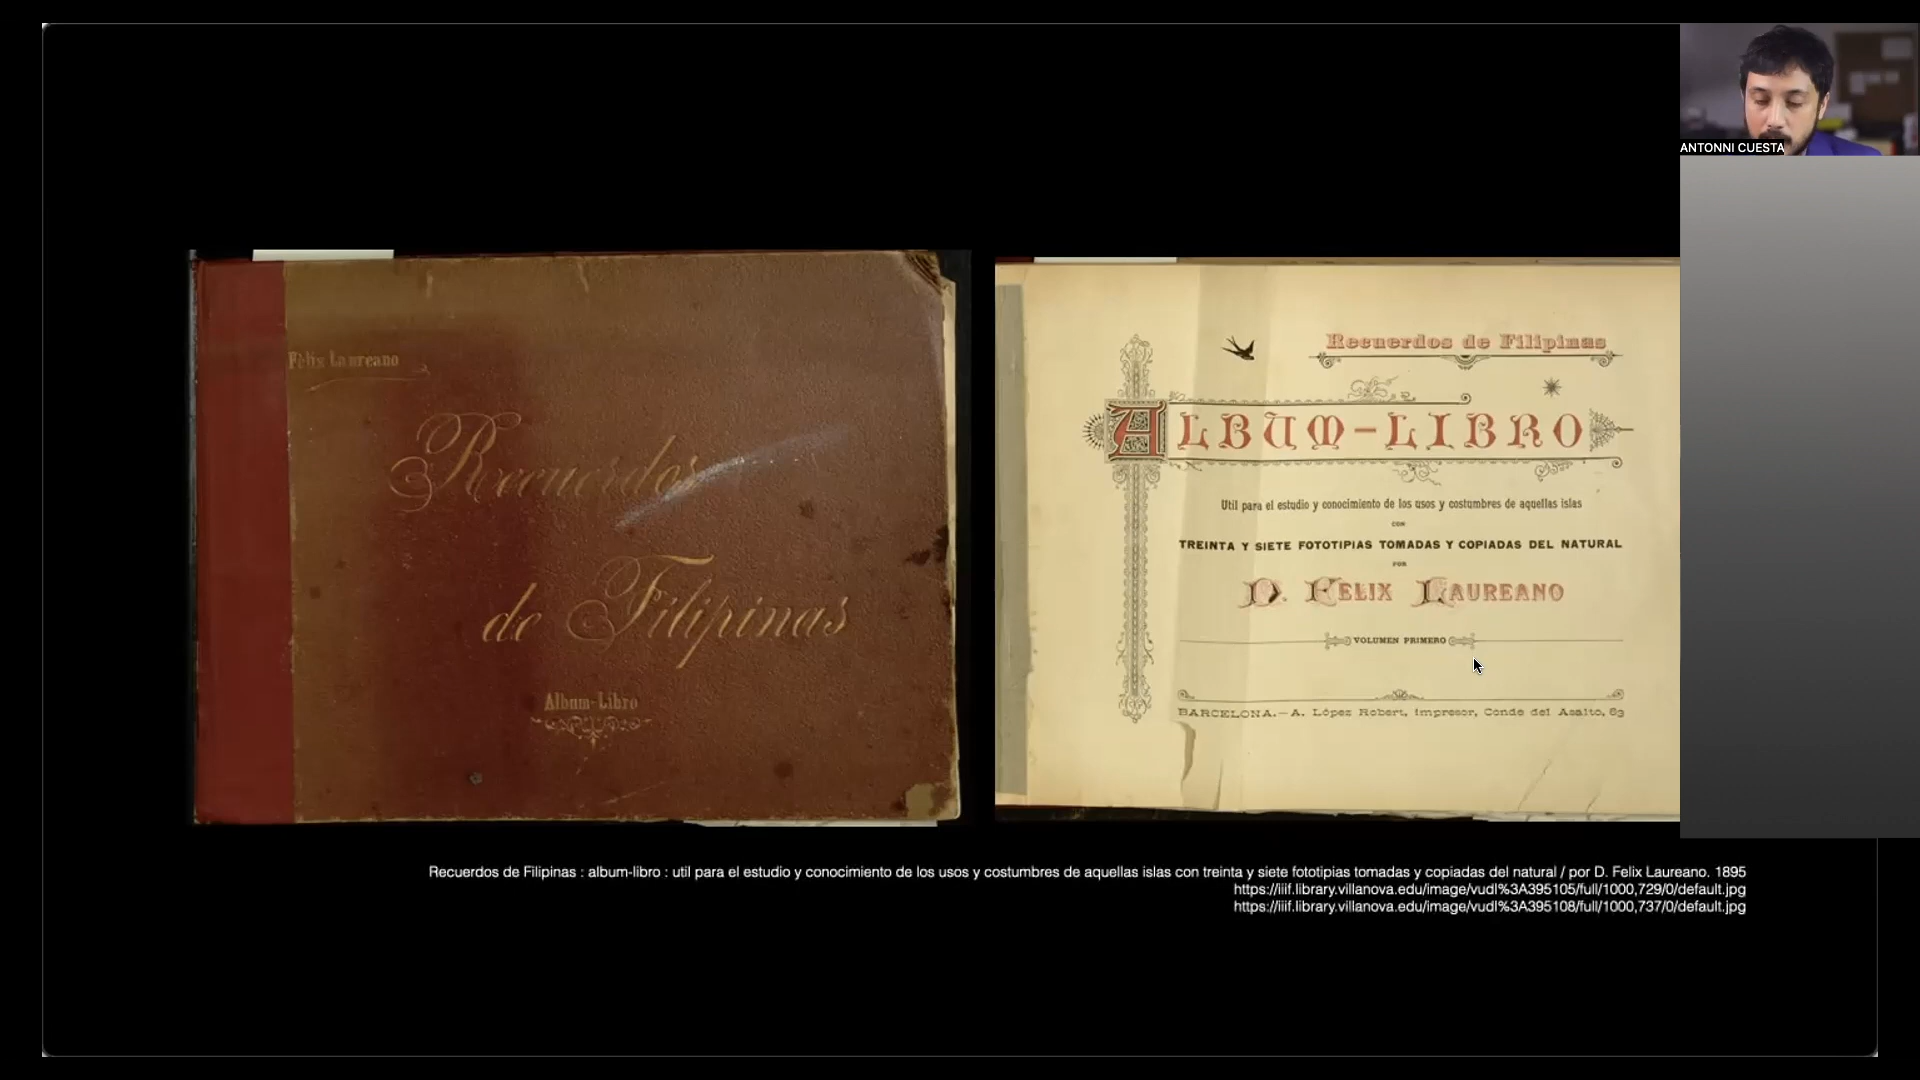 ANTONNI CUESTA
Felix Laureano
Recuerdos
de Filipinas
Album-Libro
Recuerdos de Filipinas
ALBUM-LIBRO
Util para el estudio y conocimiento de los usos y costumbres de aquellas islas
CON
TREINTA Y SIETE FOTOTIPIAS TOMADAS Y COPIADAS DEL NATURAL
POR
D. FELIX LAUREANO
VOLUMEN PRIMERO
BARCELONA.—A. López Robert, impresor, Conde del Asalto, 63
Recuerdos de Filipinas : album-libro : util para el estudio y conocimiento de los usos y costumbres de aquellas islas con treinta y siete fototipias tomadas y copiadas del natural / por D. Felix Laureano. 1895
https://iiif.library.villanova.edu/image/vudl%3A395105/full/1000,729/0/default.jpg
https://iiif.library.villanova.edu/image/vudl%3A395108/full/1000,737/0/default.jpg